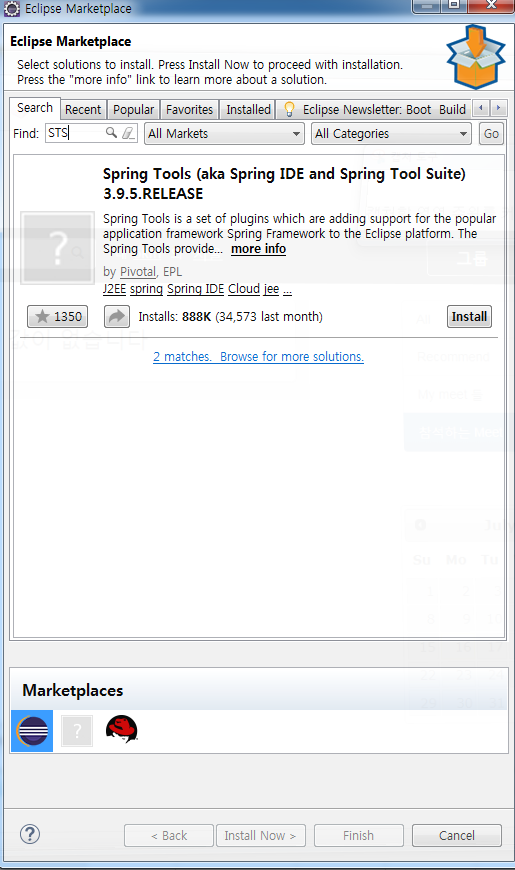 Eclipse Marketplace
Eclipse Marketplace
Select solutions to install. Press Install Now to proceed with installation.
Press the "more info" link to learn more about a solution.
Search Recent Popular Favorites Installed Eclipse Newsletter: Boot Build
Find: STS All Markets All Categories Go
Spring Tools (aka Spring IDE and Spring Tool Suite)
3.9.5.RELEASE
Spring Tools is a set of plugins which are adding support for the popular
application framework Spring Framework to the Eclipse platform. The
Spring Tools provide... more info
by Pivotal, EPL
J2EE spring Spring IDE Cloud jee ...
1350 Installs: 888K (34,573 last month) Install
2 matches. Browse for more solutions.
Su Mo Tu
Marketplaces
< Back Install Now > Finish Cancel